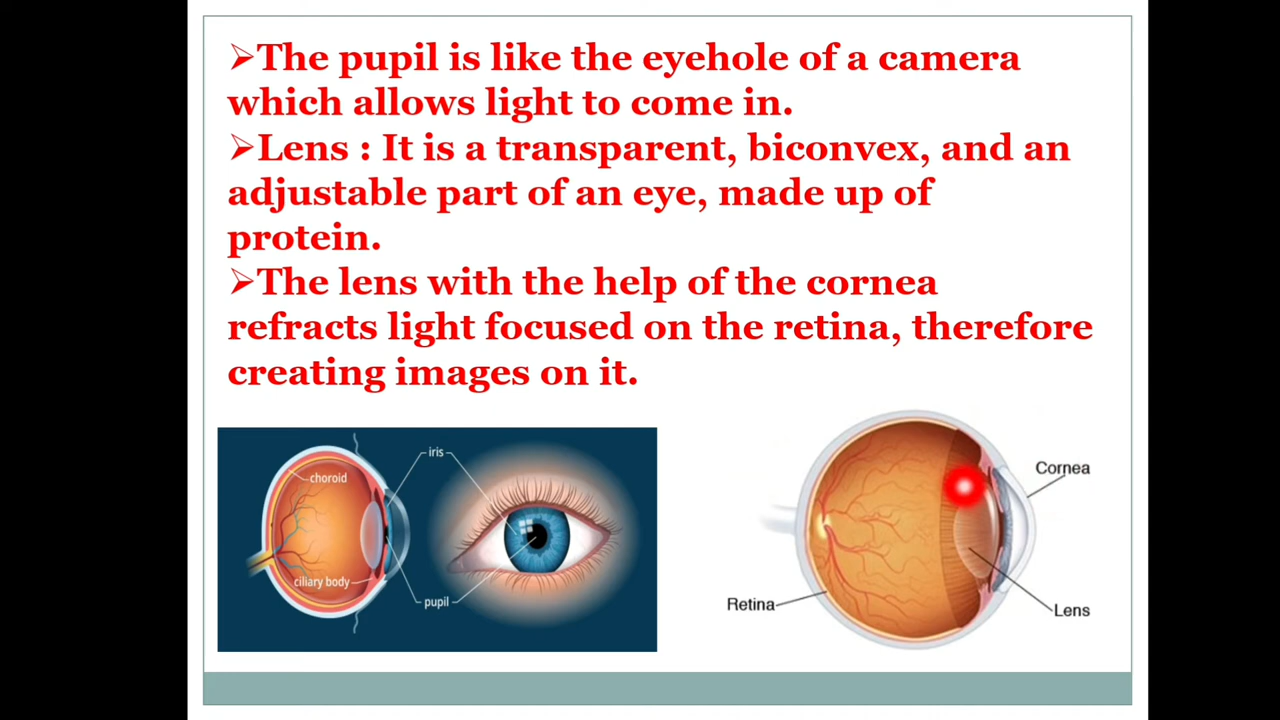 ➢The pupil is like the eyehole of a camera
which allows light to come in.
➢Lens : It is a transparent, biconvex, and an
adjustable part of an eye, made up of
protein.
➢The lens with the help of the cornea
refracts light focused on the retina, therefore
creating images on it.
iris
choroid
ciliary body
pupil
Cornea
Retina
Lens